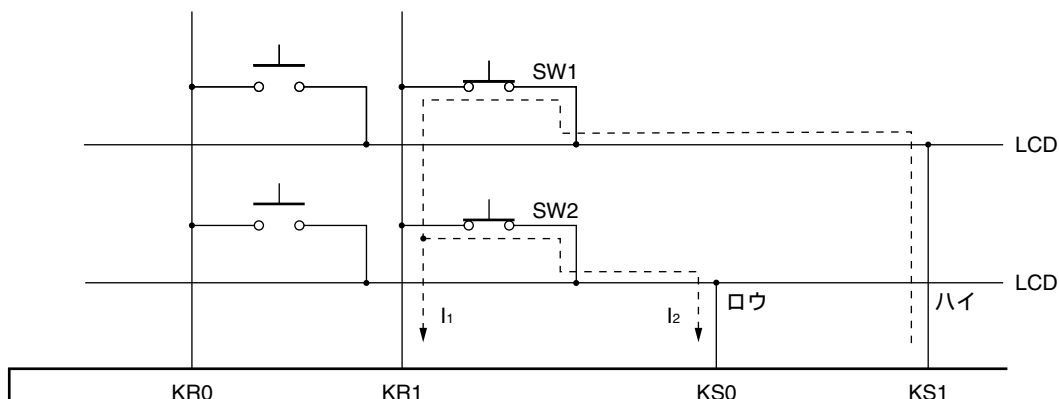 SW1
LCD
SW2
LCD
I1
I2
ロウ
ハイ
KR0
KR1
KS0
KS1